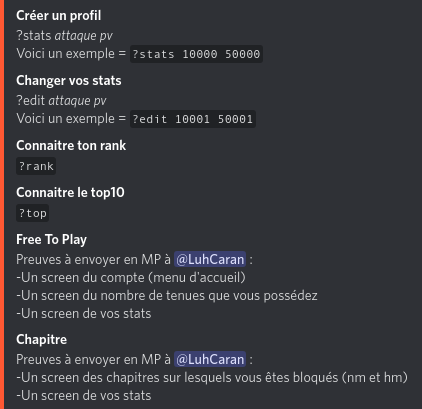 Créer un profil
?stats attaque pv
Voici un exemple = ?stats 10000 50000
Changer vos stats
?edit attaque pv
Voici un exemple = ?edit 10001 50001
Connaitre ton rank
?rank
Connaitre le top10
?top
Free To Play
Preuves à envoyer en MP à @LuhCaran :
-Un screen du compte (menu d'accueil)
-Un screen du nombre de tenues que vous possédez
-Un screen de vos stats
Chapitre
Preuves à envoyer en MP à @LuhCaran :
-Un screen des chapitres sur lesquels vous êtes bloqués (nm et hm)
-Un screen de vos stats